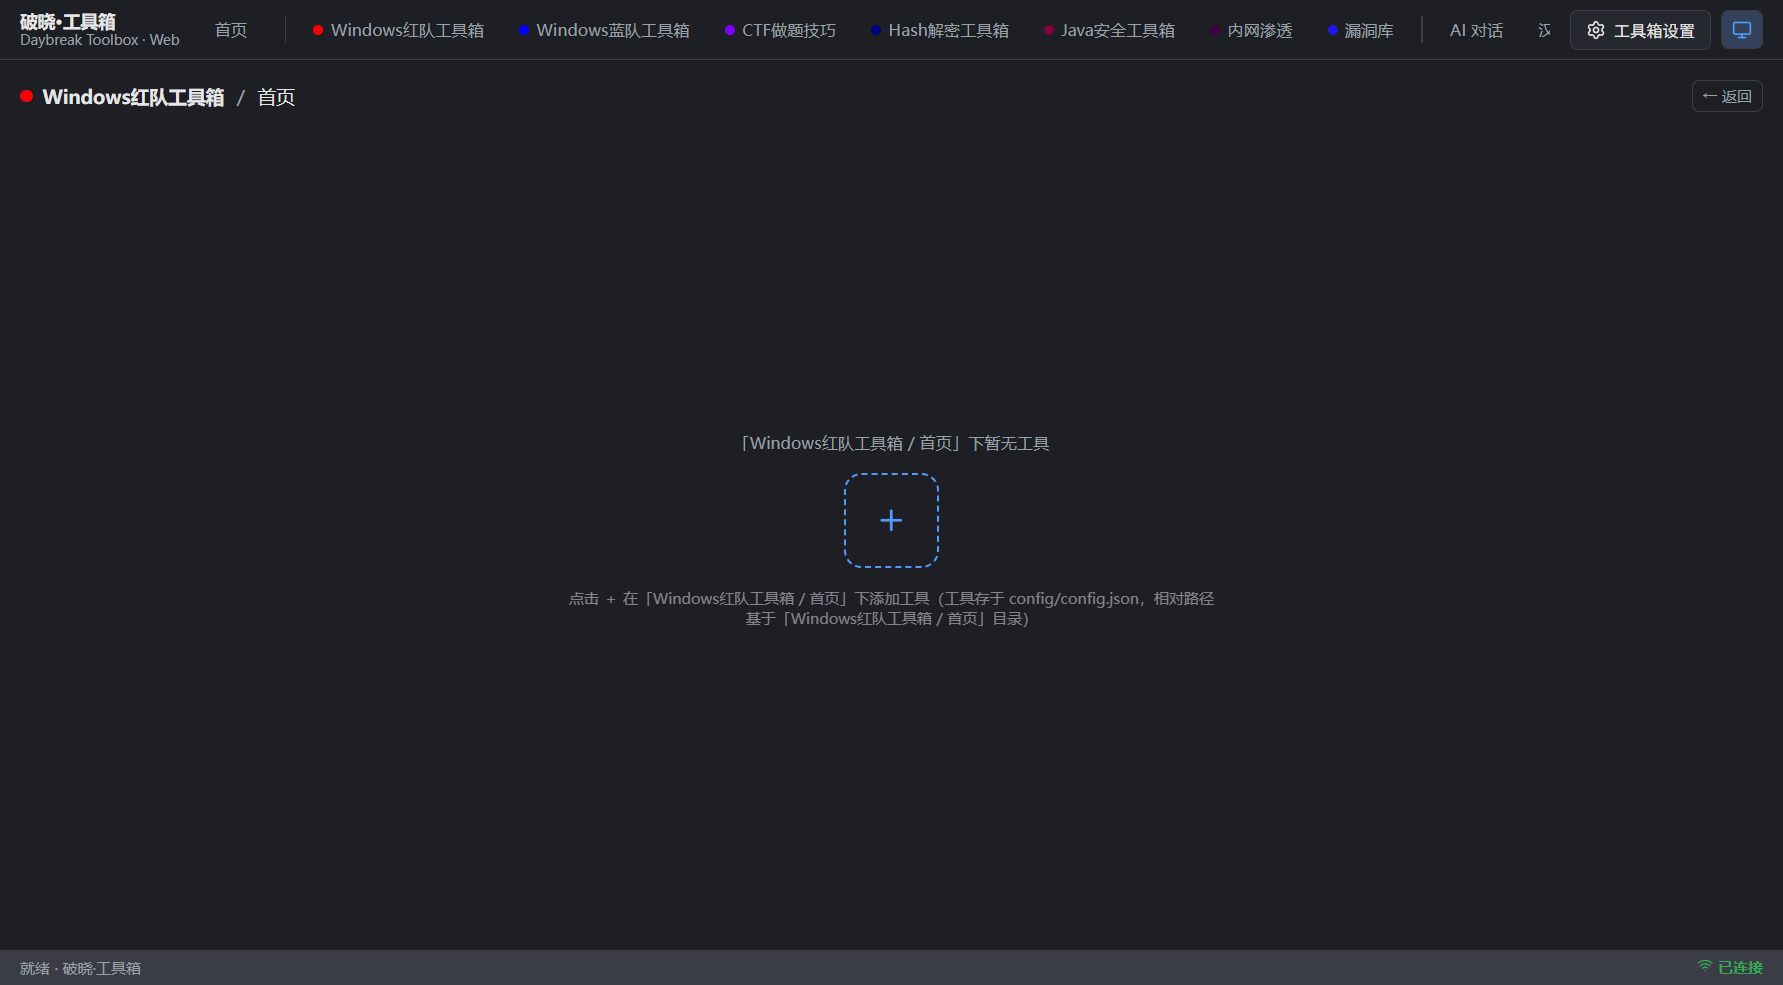 破晓•工具箱
Daybreak Toolbox · Web
首页
Windows红队工具箱
Windows蓝队工具箱
CTF做题技巧
Hash解密工具箱
Java安全工具箱
内网渗透
漏洞库
AI 对话
工具箱设置
Windows红队工具箱 / 首页
← 返回
「Windows红队工具箱 / 首页」下暂无工具
+
点击 + 在「Windows红队工具箱 / 首页」下添加工具（工具存于 config/config.json，相对路径
基于「Windows红队工具箱 / 首页」目录）
就绪 · 破晓·工具箱
已连接